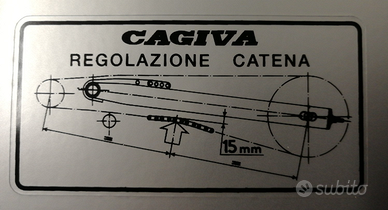 CAGIVA
REGOLAZIONE CATENA
15mm
subito